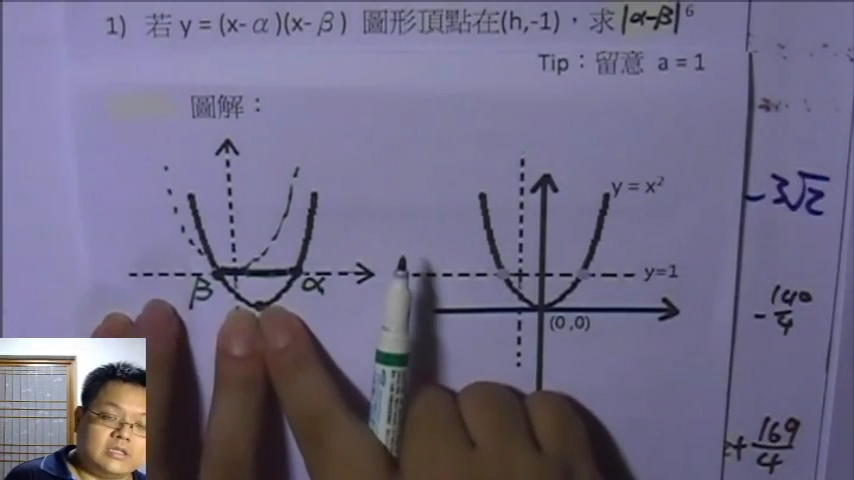 1) 若 y = (x-α)(x-β) 圖形頂點在(h,-1)，求|α-β|⁶
Tip：留意 a = 1
圖解：
y = x²
β α
y=1
(0,0)
-3√2
-140/4
+169/4